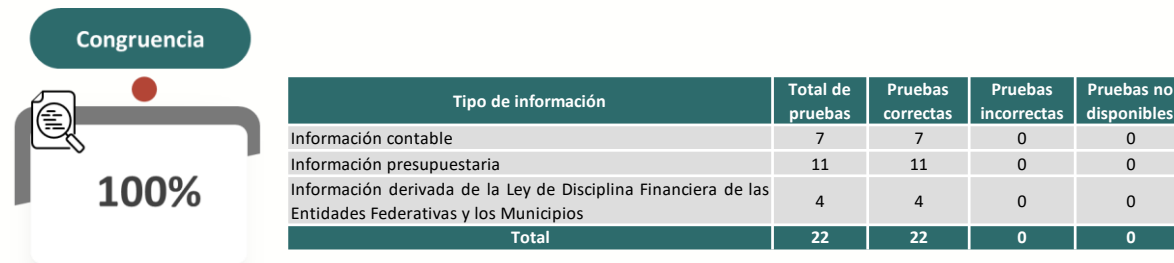 Congruencia
100%
Tipo de información Total de pruebas Pruebas correctas Pruebas incorrectas Pruebas no disponibles
Información contable 7 7 0 0
Información presupuestaria 11 11 0 0
Información derivada de la Ley de Disciplina Financiera de las
Entidades Federativas y los Municipios 4 4 0 0
Total 22 22 0 0